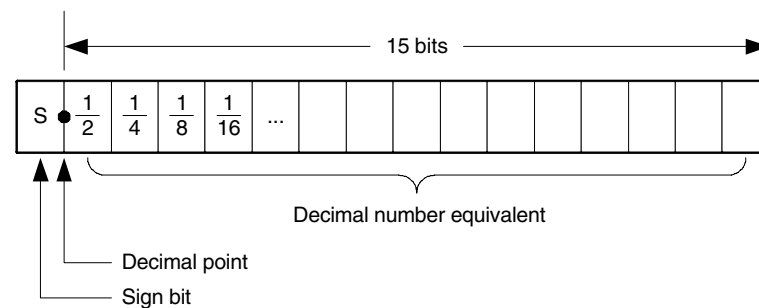 15 bits
S 1/2 1/4 1/8 1/16 ...
Decimal number equivalent
Decimal point
Sign bit